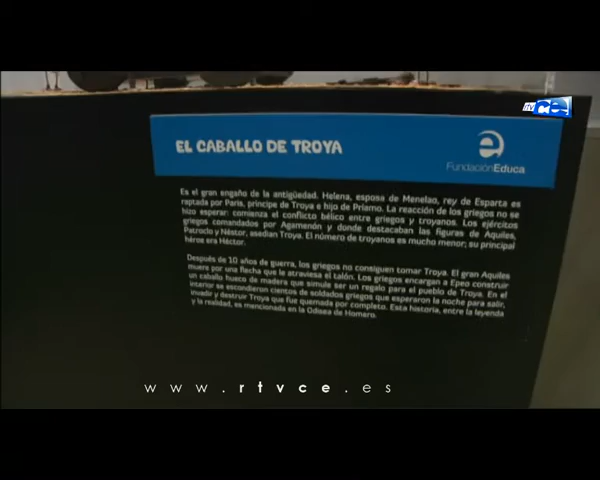 rtvce
EL CABALLO DE TROYA
e
FundaciónEduca
Es el gran engaño de la antigüedad. Helena, esposa de Menelao, rey de Esparta es
raptada por Paris, príncipe de Troya e hijo de Príamo. La reacción de los griegos no se
hizo esperar: comienza el conflicto bélico entre griegos y troyanos. Los ejércitos
griegos comandados por Agamenón y donde destacaban las figuras de Aquiles,
Patroclo y Néstor, asedian Troya. El número de troyanos es mucho menor; su principal
héroe era Héctor.
Después de 10 años de guerra, los griegos no consiguen tomar Troya. El gran Aquiles
muere por una flecha que le atraviesa el talón. Los griegos encargan a Epeo construir
un caballo hueco de madera que simule ser un regalo para el pueblo de Troya. En el
interior se escondieron cientos de soldados griegos que esperaron la noche para salir,
invadir y destruir Troya que fue quemada por completo. Esta historia, entre la leyenda
y la realidad, es mencionada en la Odisea de Homero.
www.rtvce.es